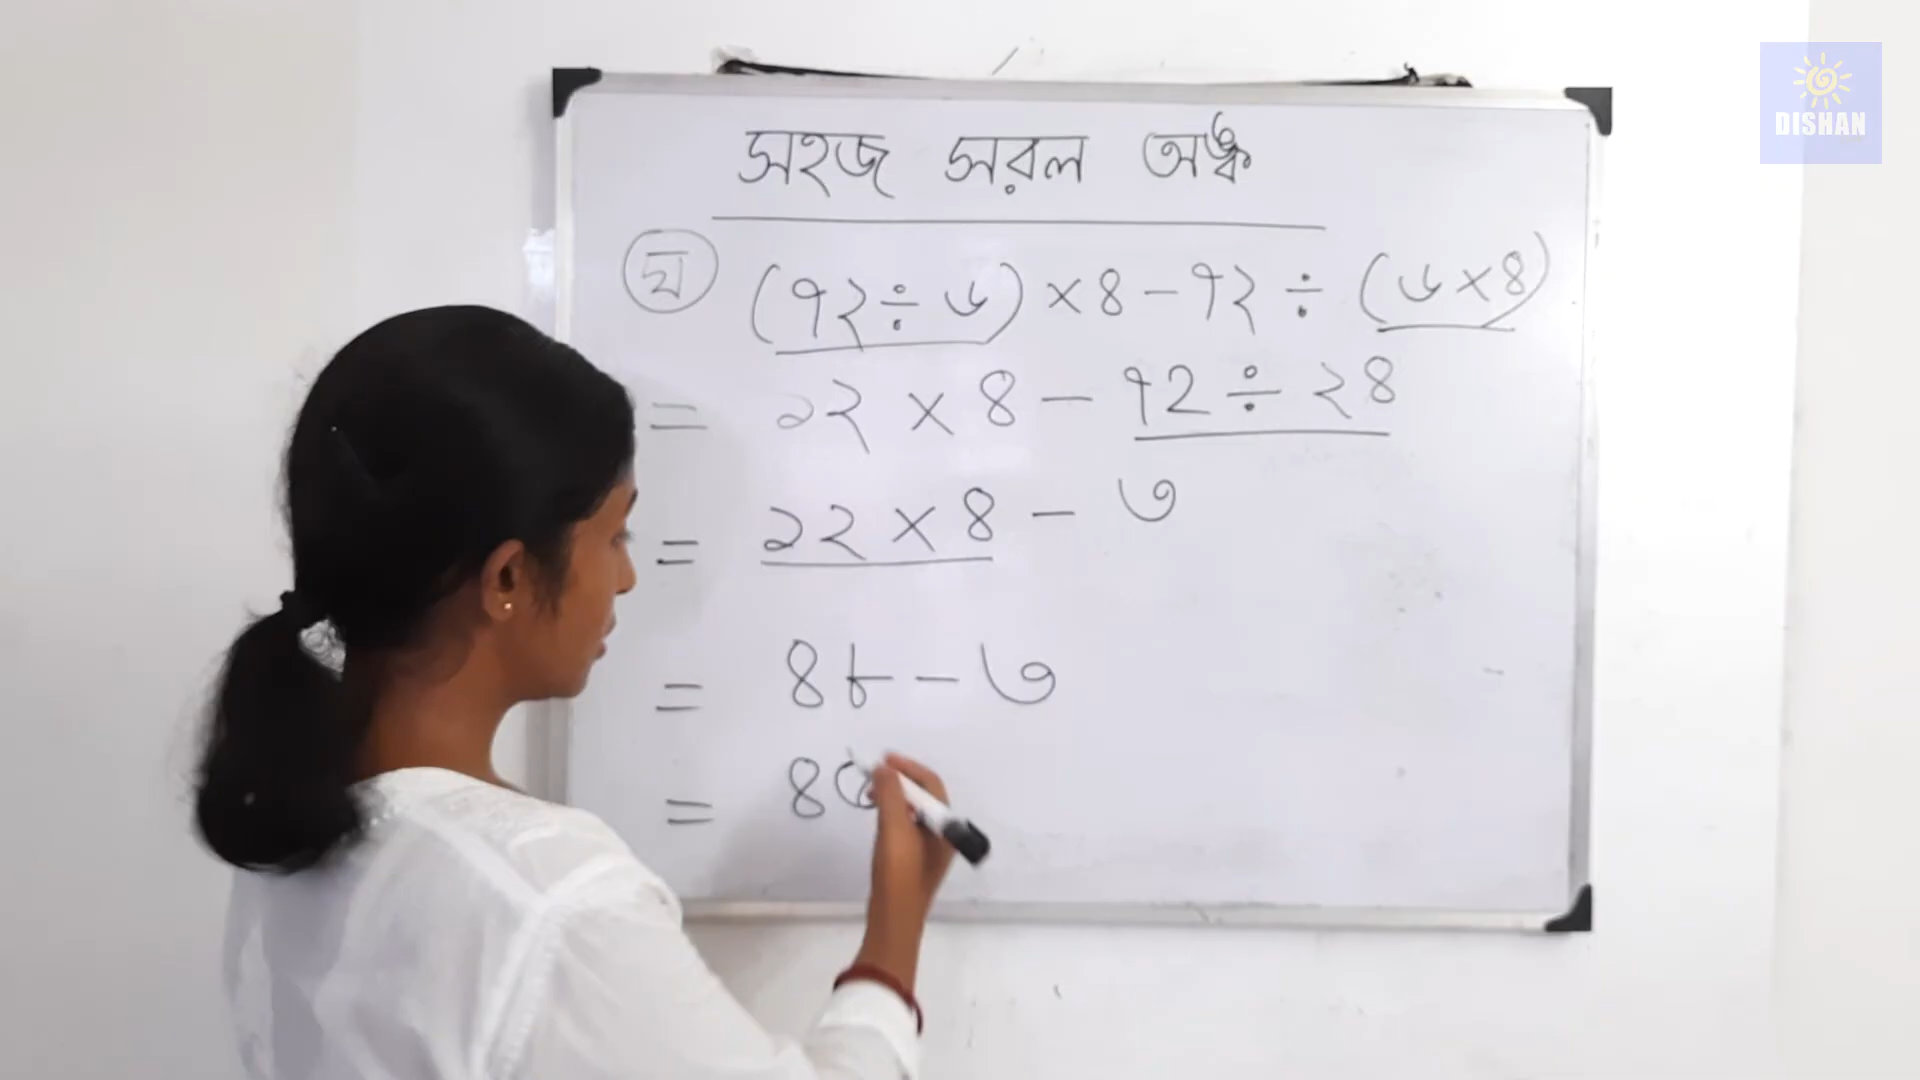 সহজ সরল অঙ্ক
ঘ (৭২÷৬)×৪-৭২÷(৬×৪)
= ১২×৪-৭২÷২৪
= ১২×৪-৩
= ৪৮-৩
= ৪৫
DISHAN